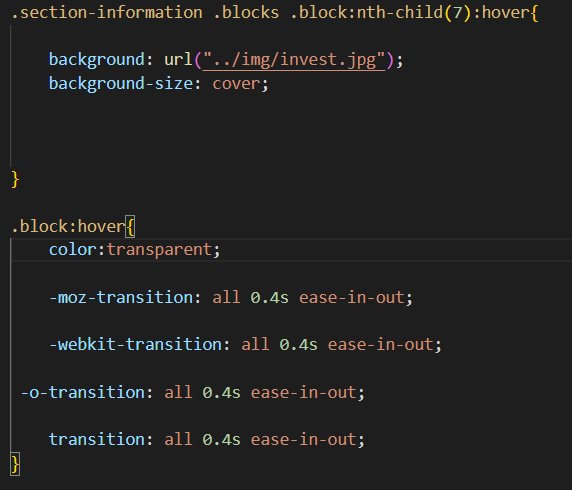 .section-information .blocks .block:nth-child(7):hover{
background: url("../img/invest.jpg");
background-size: cover;
}
.block:hover{
color:transparent;
-moz-transition: all 0.4s ease-in-out;
-webkit-transition: all 0.4s ease-in-out;
-o-transition: all 0.4s ease-in-out;
transition: all 0.4s ease-in-out;
}